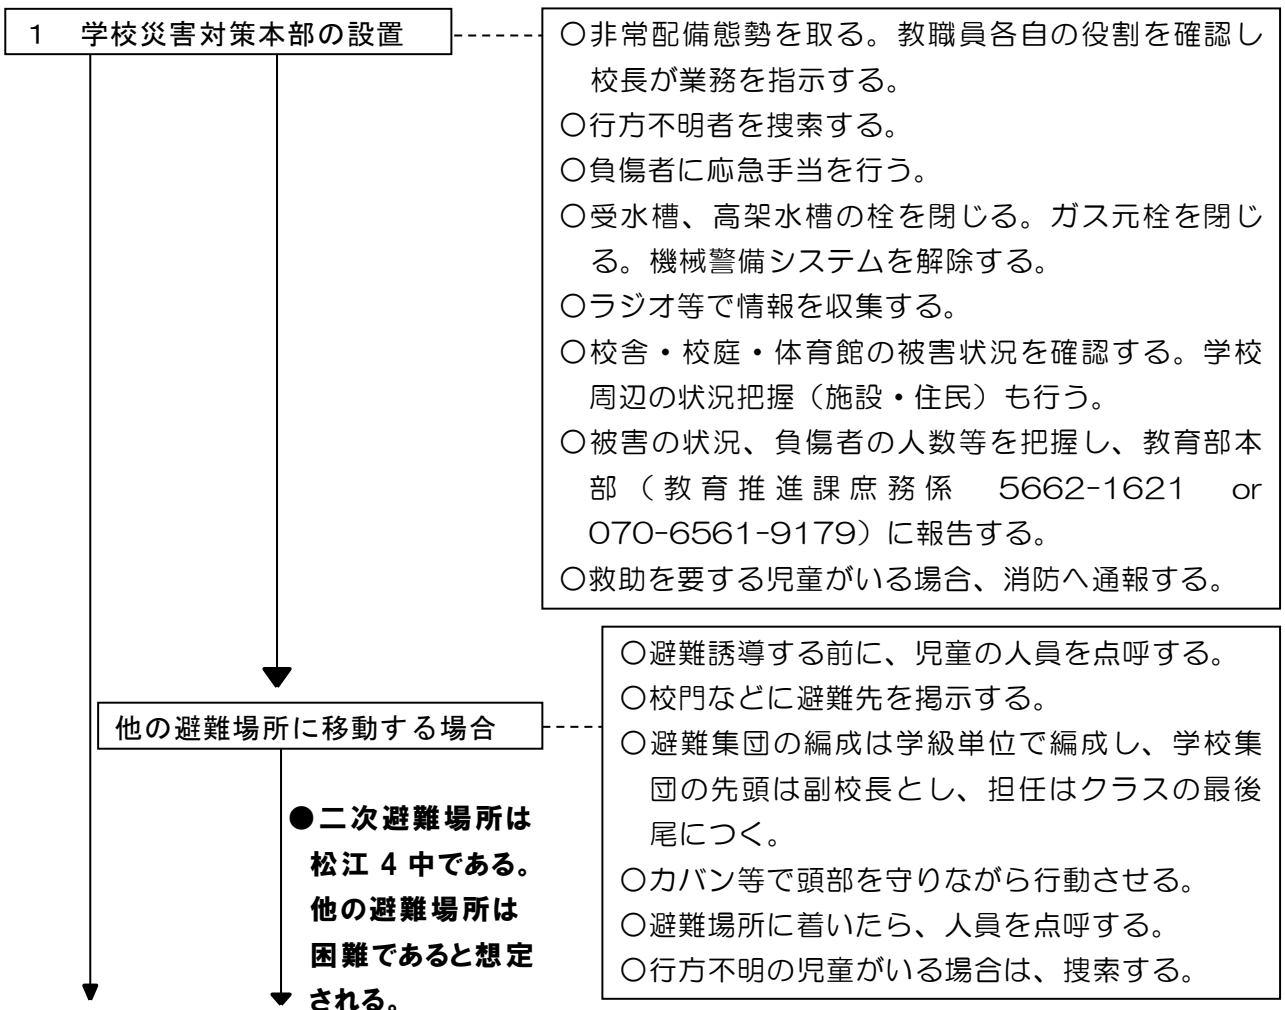 1 学校災害対策本部の設置
〇非常配備態勢を取る。教職員各自の役割を確認し
校長が業務を指示する。
〇行方不明者を捜索する。
〇負傷者に応急手当を行う。
〇受水槽、高架水槽の栓を閉じる。ガス元栓を閉じ
る。機械警備システムを解除する。
〇ラジオ等で情報を収集する。
〇校舎・校庭・体育館の被害状況を確認する。学校
周辺の状況把握（施設・住民）も行う。
〇被害の状況、負傷者の人数等を把握し、教育部本
部（教育推進課庶務係 5662-1621 or
070-6561-9179）に報告する。
〇救助を要する児童がいる場合、消防へ通報する。
他の避難場所に移動する場合
〇避難誘導する前に、児童の人員を点呼する。
〇校門などに避難先を掲示する。
〇避難集団の編成は学級単位で編成し、学校集
団の先頭は副校長とし、担任はクラスの最後
尾につく。
〇カバン等で頭部を守りながら行動させる。
〇避難場所に着いたら、人員を点呼する。
〇行方不明の児童がいる場合は、捜索する。
●二次避難場所は
松江 4 中である。
他の避難場所は
困難であると想定
される。